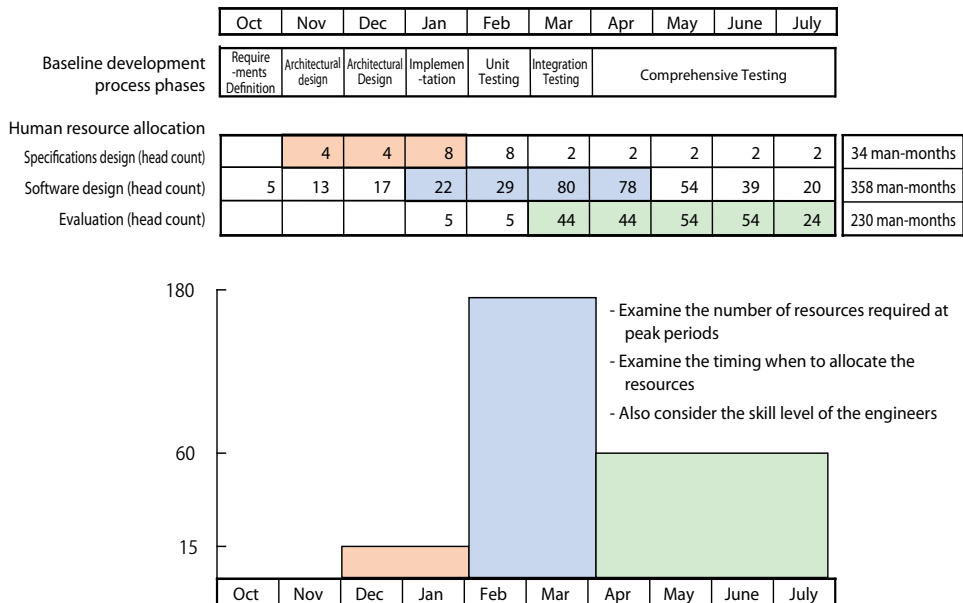 Oct Nov Dec Jan Feb Mar Apr May June July
Baseline development
process phases
Require
-ments
Definition
Architectural
design
Architectural
Design
Implemen
-tation
Unit
Testing
Integration
Testing
Comprehensive Testing
Human resource allocation
Specifications design (head count) 4 4 8 8 2 2 2 2 2 34 man-months
Software design (head count) 5 13 17 22 29 80 78 54 39 20 358 man-months
Evaluation (head count) 5 5 44 44 54 54 24 230 man-months
180
- Examine the number of resources required at
peak periods
- Examine the timing when to allocate the
resources
- Also consider the skill level of the engineers
60
15
Oct Nov Dec Jan Feb Mar Apr May June July